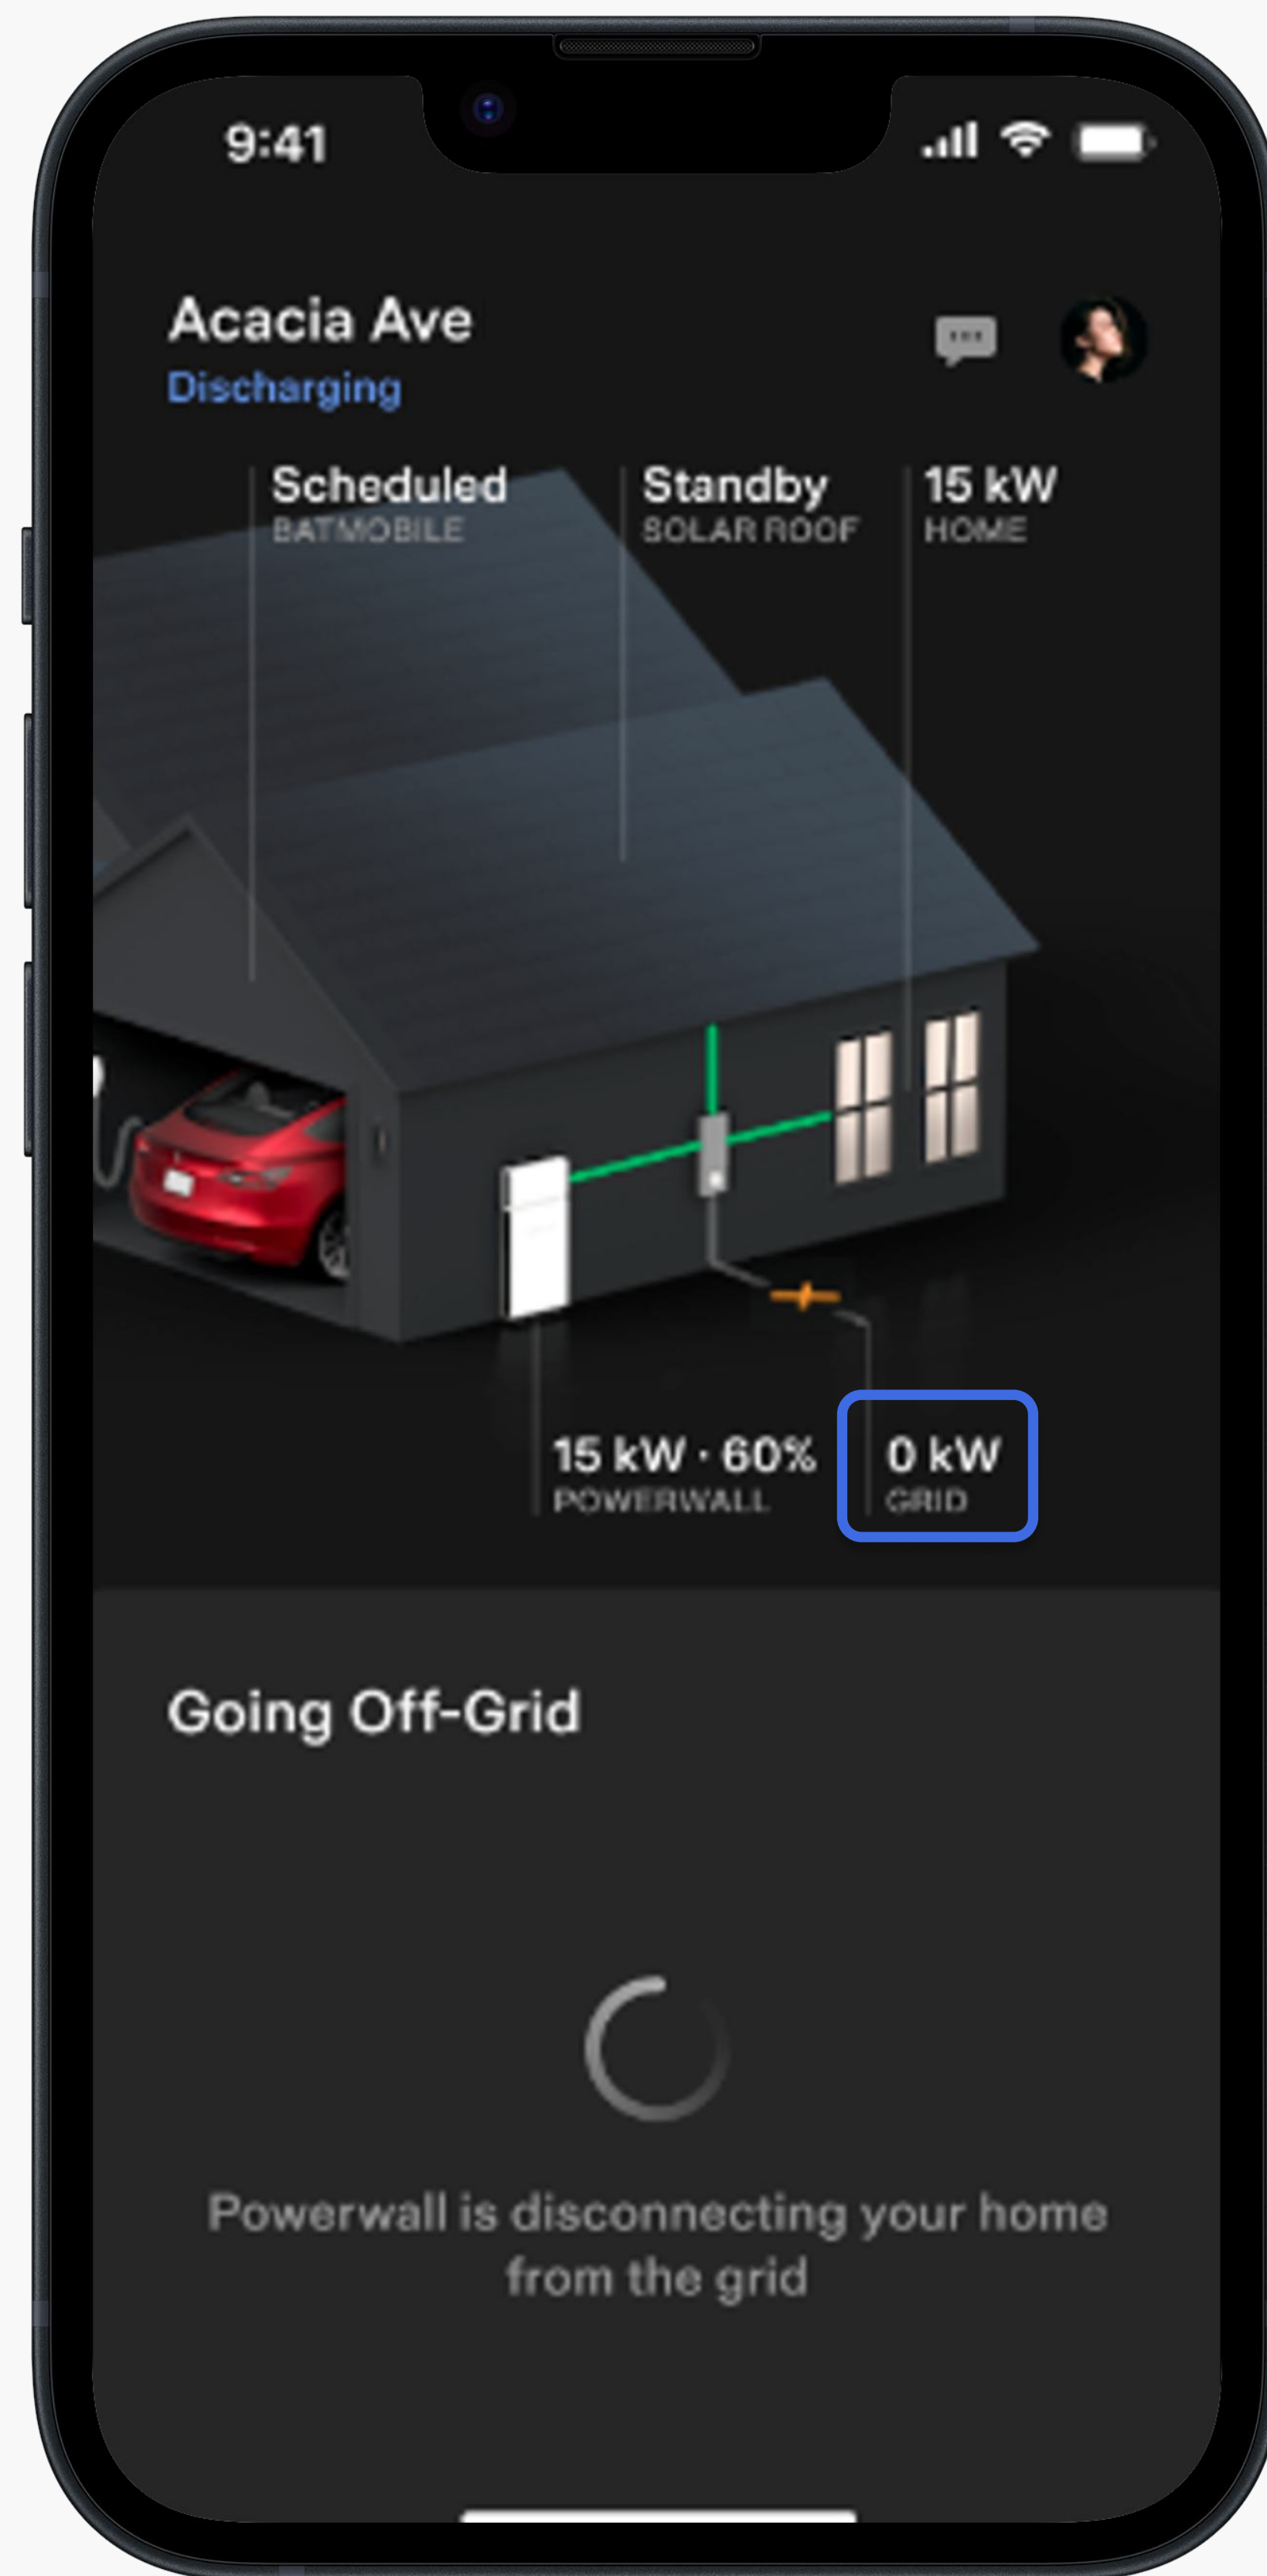 9:41
Acacia Ave
Discharging
Scheduled
BATMOBILE
Standby
SOLAR ROOF
15 kW
HOME
15 kW · 60%
POWERWALL
0 kW
GRID
Going Off-Grid
Powerwall is disconnecting your home
from the grid